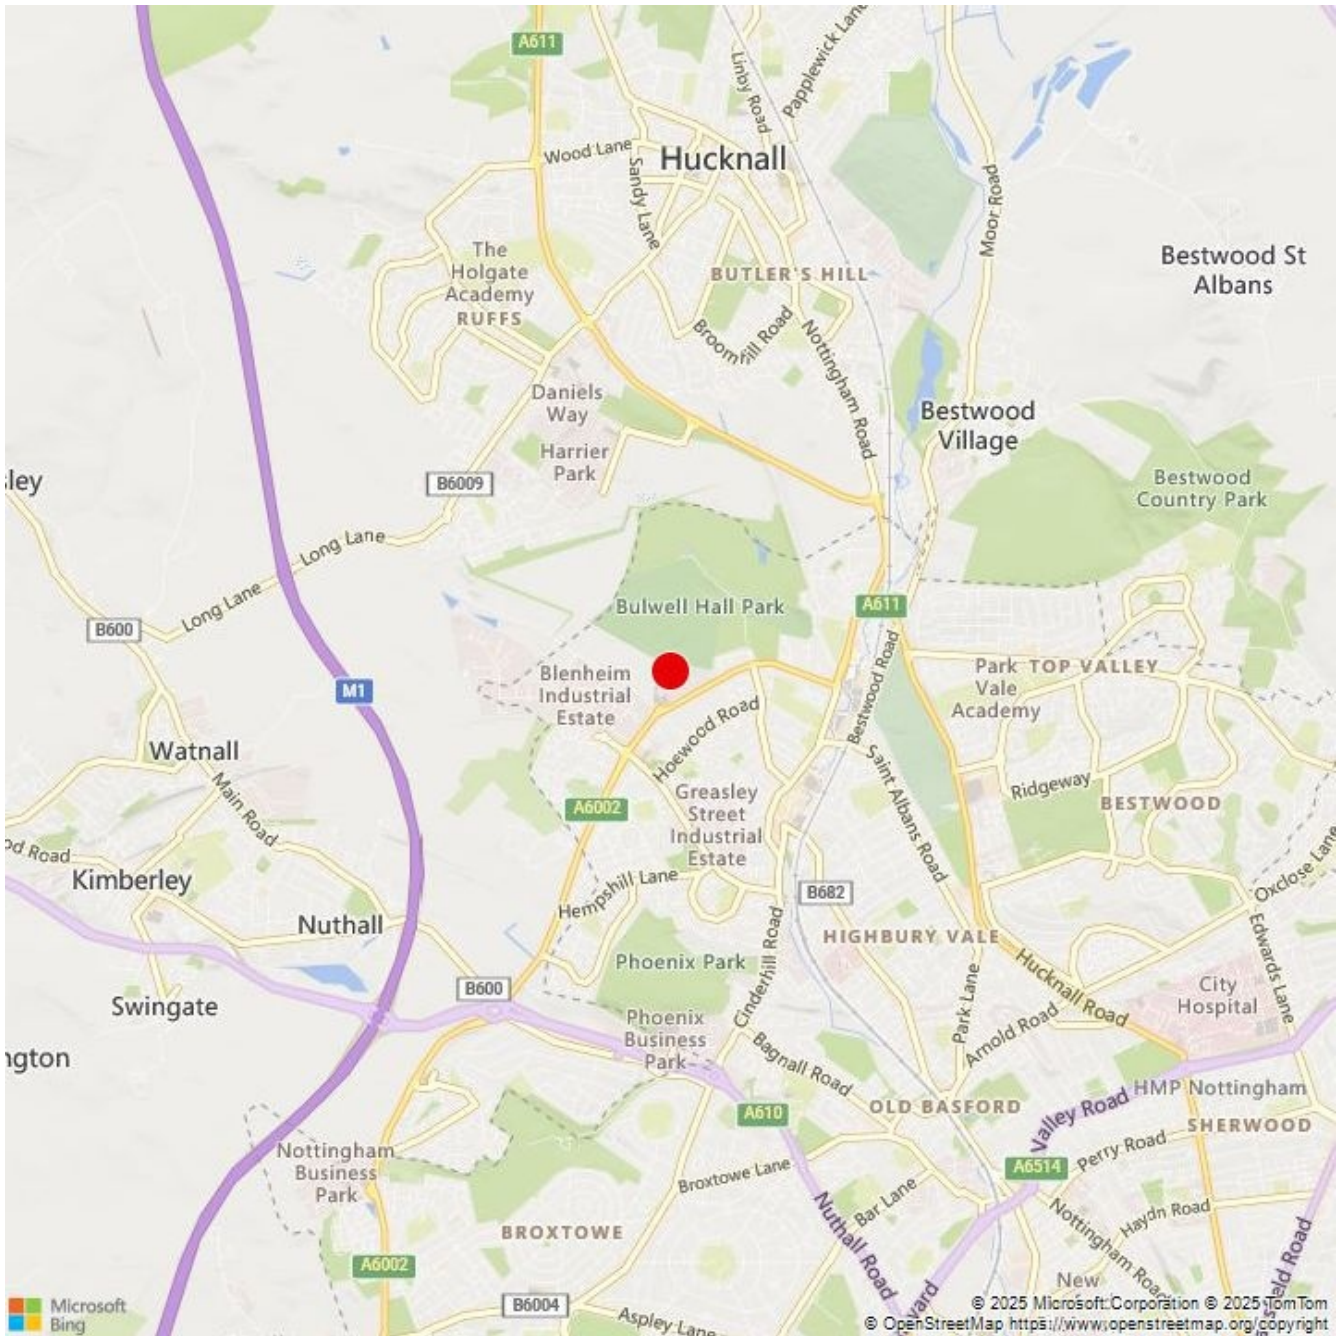 A611
Linby Road
Papplewick Lane
Wood Lane
Hucknall
Sandy Lane
Moor Road
The
Holgate
Academy
RUFFS
BUTLER'S HILL
Bestwood St
Albans
Broomhill Road
Nottingham Road
Daniels
Way
Bestwood
Village
Harrier
Park
B6009
sley
Bestwood
Country Park
Long Lane
Long Lane
Bulwell Hall Park
A611
B600
Blenheim
Industrial
Estate
Bestwood Road
Park
Vale
Academy
TOP VALLEY
M1
Hoewood Road
Watnall
Main Road
Saint Albans Road
Ridgeway
BESTWOOD
Greasley
Street
Industrial
Estate
A6002
od Road
Kimberley
Oxclose Lane
Hempshill Lane
B682
Nuthall
HIGHBURY VALE
Edwards Lane
Phoenix Park
Cinderhill Road
Hucknall Road
B600
City
Hospital
Swingate
Park Lane
Arnold Road
Phoenix
Business
Park
ngton
Bagnall Road
HMP Nottingham
OLD BASFORD
Valley Road
A610
SHERWOOD
Perry Road
Nottingham
Business
Park
A6514
Broxtowe Lane
Bar Lane
Haydn Road
Nuthall Road
Nottingham Road
BROXTOWE
A6002
New
sfield Road
B6004
Aspley Lane
vard
Microsoft
Bing
© 2025 Microsoft Corporation © 2025 TomTom
© OpenStreetMap https://www.openstreetmap.org/copyright